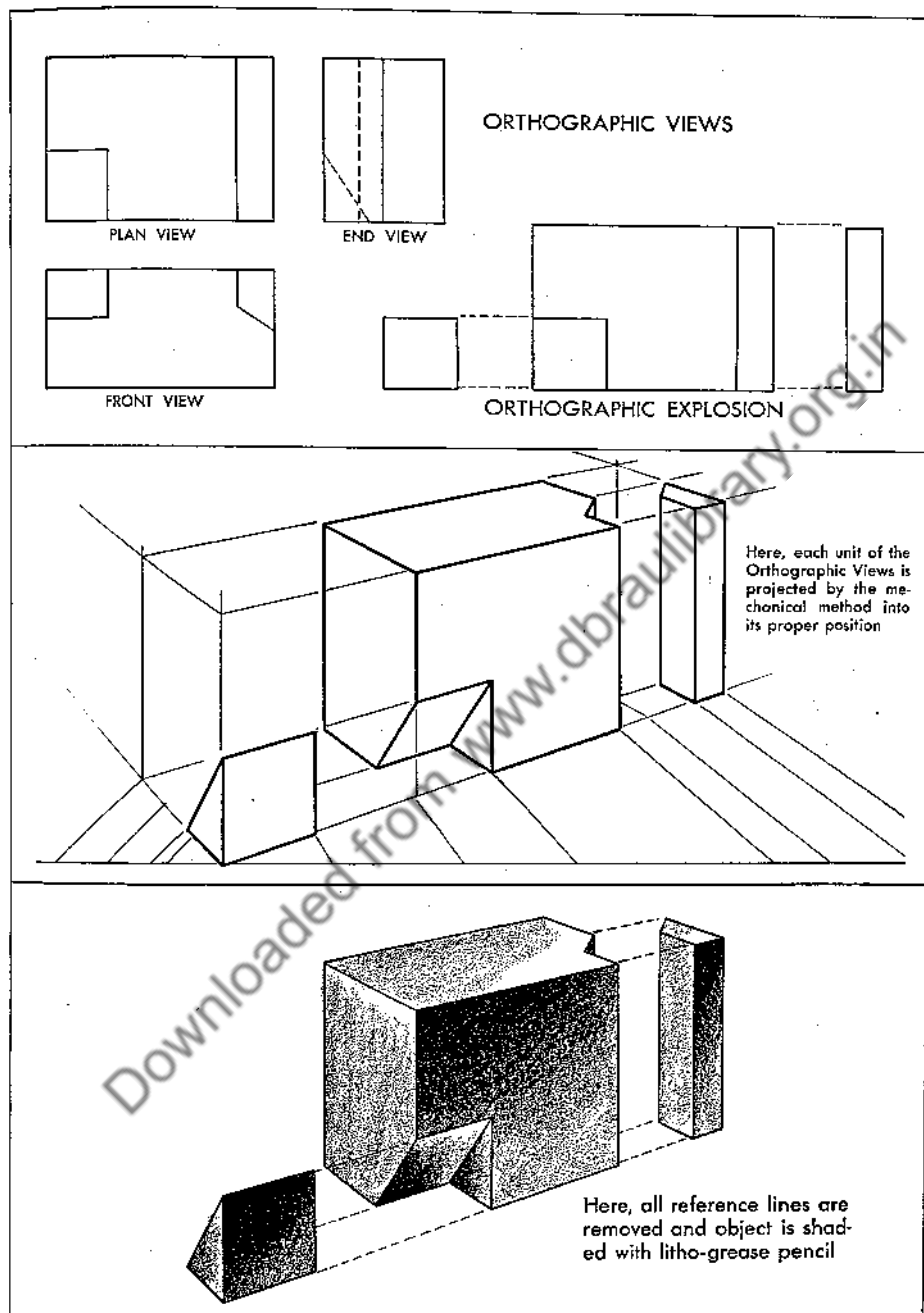 ORTHOGRAPHIC VIEWS
PLAN VIEW
END VIEW
FRONT VIEW
ORTHOGRAPHIC EXPLOSION
Here, each unit of the
Orthographic Views is
projected by the me-
chanical method into
its proper position
Downloaded from www.dbraulibrary.org.in
Here, all reference lines are
removed and object is shad-
ed with litho-grease pencil